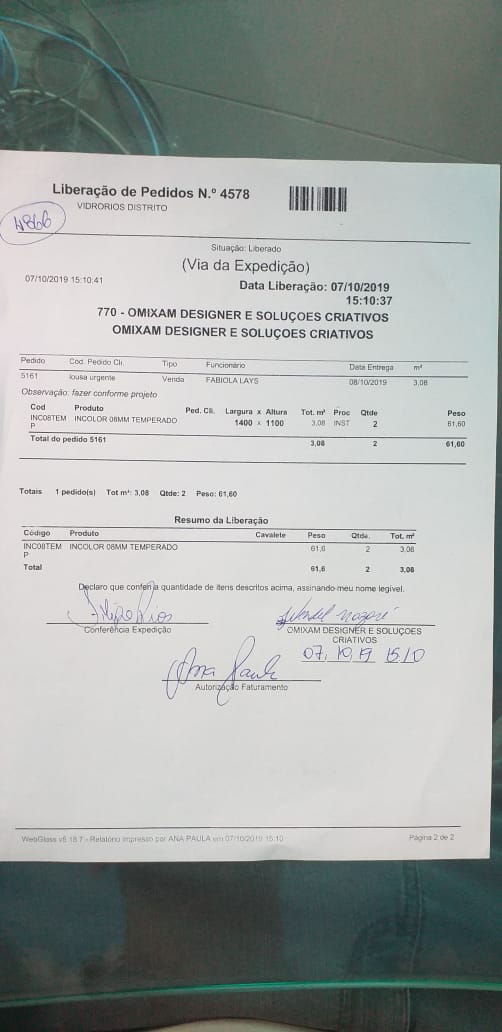 Liberação de Pedidos N.º 4578
VIDRORIOS DISTRITO
4866
Situação: Liberado
(Via da Expedição)
07/10/2019 15:10:41
Data Liberação: 07/10/2019
15:10:37
770 - OMIXAM DESIGNER E SOLUÇOES CRIATIVOS
OMIXAM DESIGNER E SOLUÇOES CRIATIVOS
Pedido Cod. Pedido Cli. Tipo Funcionário Data Entrega m²
5161 lousa urgente Venda FABIOLA LAYS 08/10/2019 3,08
Observação: fazer conforme projeto
Cod Produto Ped. Cli. Largura x Altura Tot. m² Proc Qtde Peso
INC08TEM INCOLOR 08MM TEMPERADO 1400 x 1100 3,08 INST 2 61,60
P
Total do pedido 5161 3,08 2 61,60
Totais 1 pedido(s) Tot m²: 3,08 Qtde: 2 Peso: 61,60
Resumo da Liberação
Código Produto Cavalete Peso Qtde. Tot. m²
INC08TEM INCOLOR 08MM TEMPERADO 61,6 2 3,08
P
Total 61,6 2 3,08
Declaro que conferi a quantidade de itens descritos acima, assinando meu nome legível.
Conferência Expedição
OMIXAM DESIGNER E SOLUÇOES
CRIATIVOS
07, 10, 19 15:10
Ana Paula
Autorização Faturamento
WebGlass v6.18.7 - Relatório impresso por ANA PAULA em 07/10/2019 15:10
Página 2 de 2